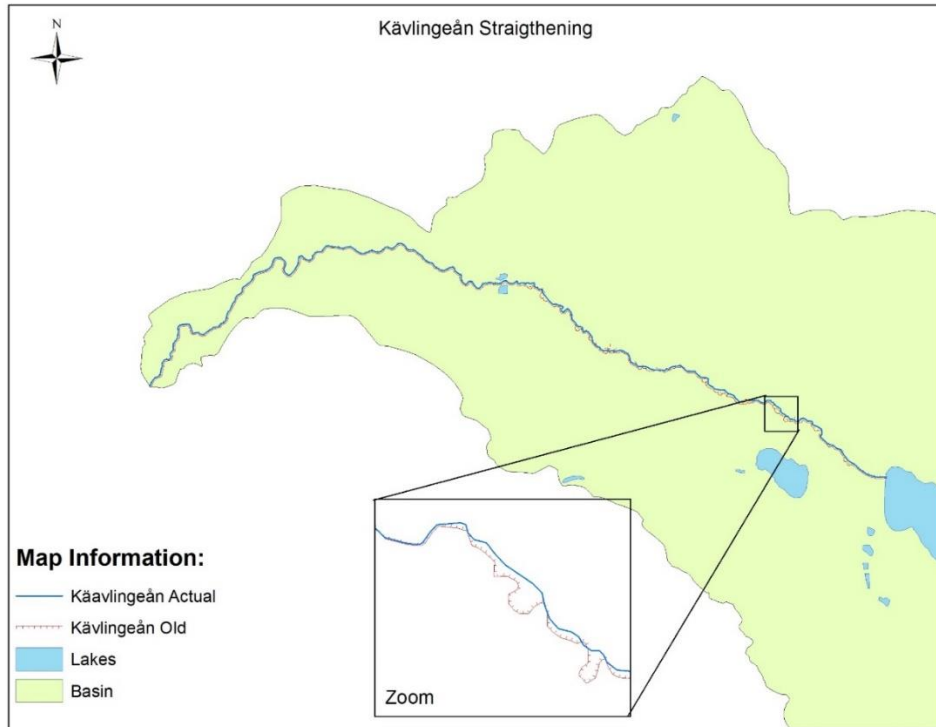 Kävlingeån Straigthening
N
Map Information:
Käavlingeån Actual
Kävlingeån Old
Lakes
Basin
Zoom